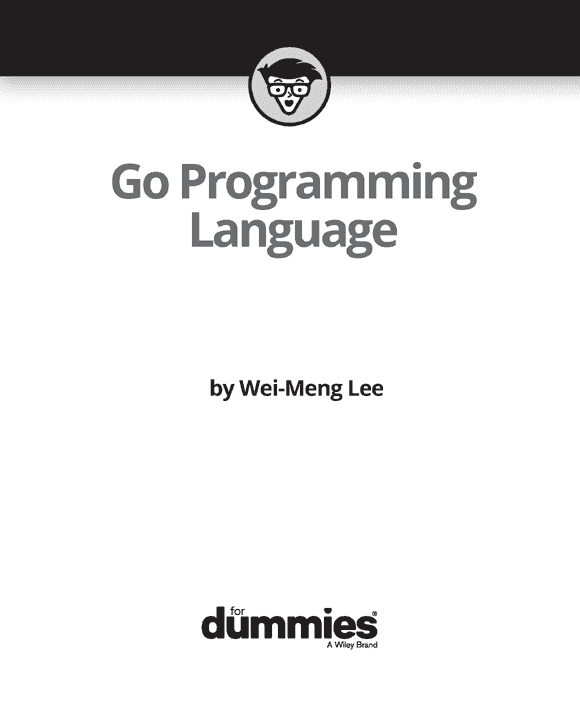 Go Programming
Language
by Wei-Meng Lee
for
dummies®
A Wiley Brand